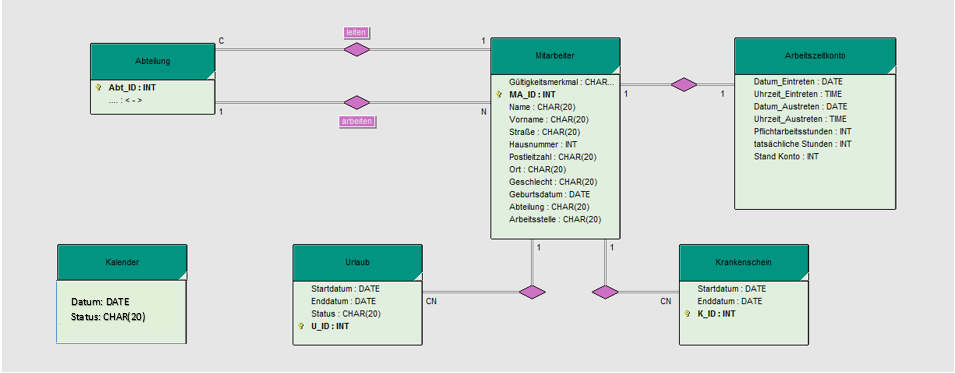 leiten
C
1
Abteilung
Abt_ID : INT
.... : < - >
1
N
arbeiten
Mitarbeiter
Gültigkeitsmerkmal : CHAR...
MA_ID : INT
Name : CHAR(20)
Vorname : CHAR(20)
Straße : CHAR(20)
Hausnummer : INT
Postleitzahl : CHAR(20)
Ort : CHAR(20)
Geschlecht : CHAR(20)
Geburtsdatum : DATE
Abteilung : CHAR(20)
Arbeitsstelle : CHAR(20)
1
1
Arbeitszeitkonto
Datum_Eintreten : DATE
Uhrzeit_Eintreten : TIME
Datum_Austreten : DATE
Uhrzeit_Austreten : TIME
Pflichtarbeitsstunden : INT
tatsächliche Stunden : INT
Stand Konto : INT
1
1
Kalender
Datum: DATE
Status: CHAR(20)
Urlaub
Startdatum : DATE
Enddatum : DATE
Status : CHAR(20)
U_ID : INT
CN
CN
Krankenschein
Startdatum : DATE
Enddatum : DATE
K_ID : INT